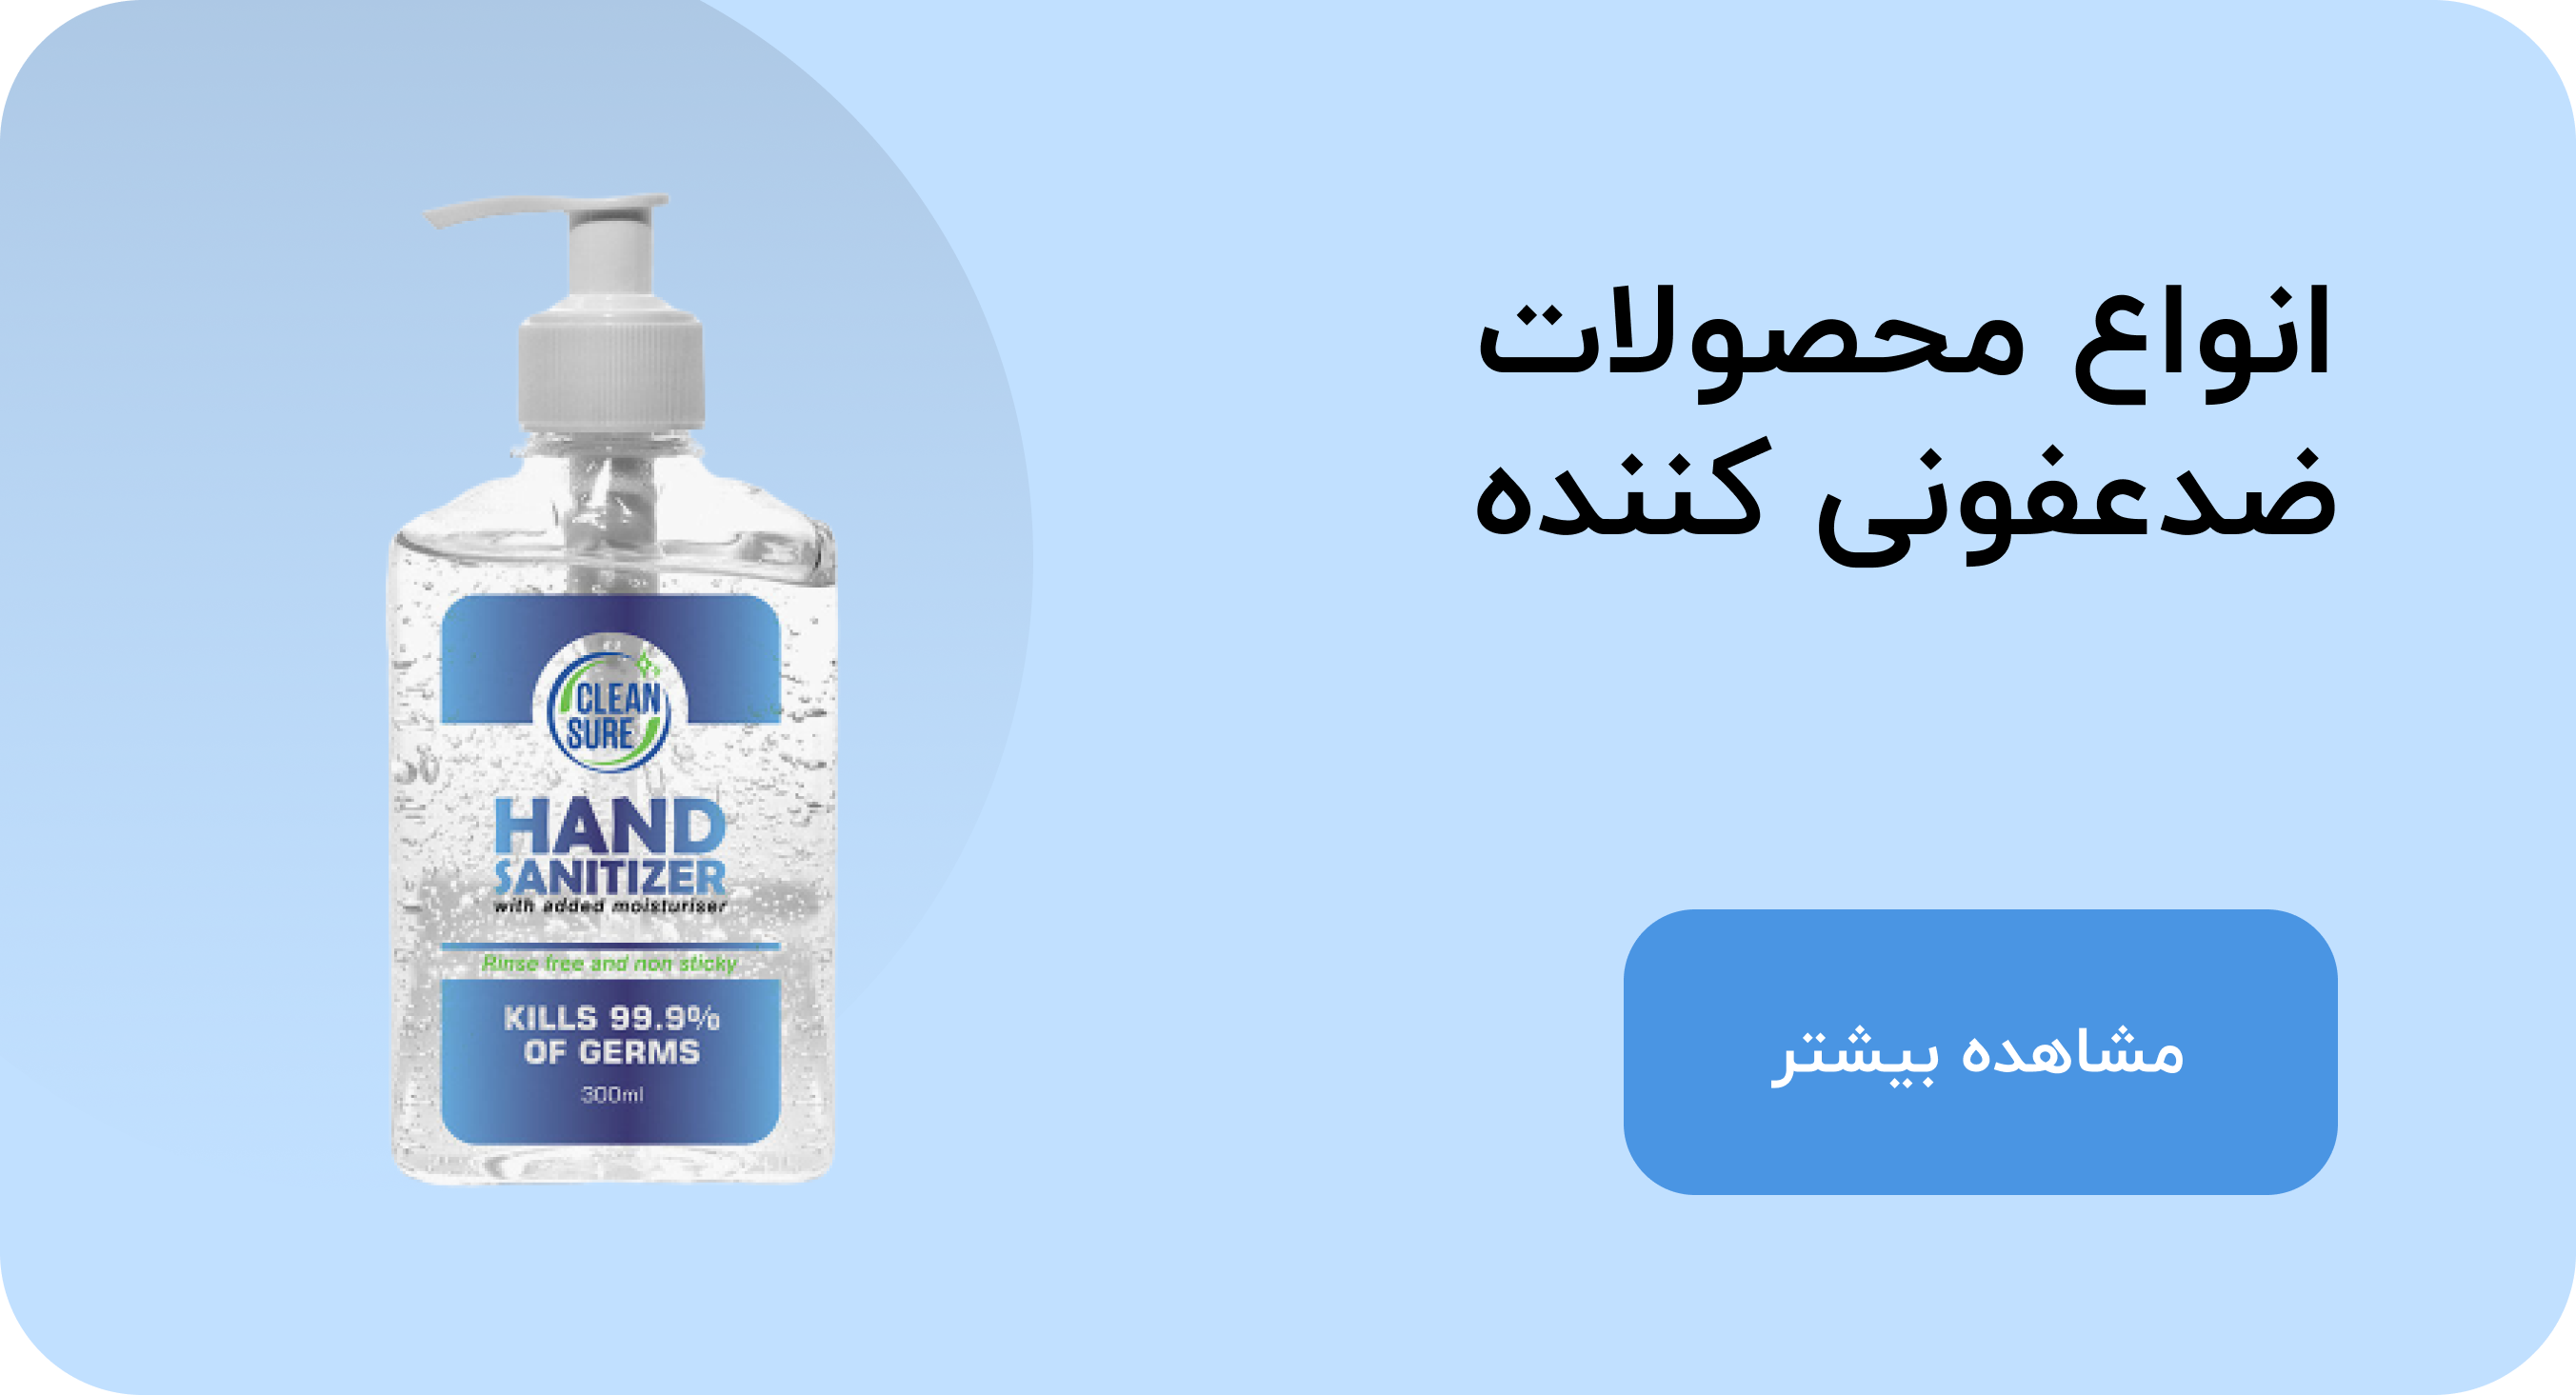 انواع محصولات
ضدعفونی کننده
مشاهده بیشتر
CLEAN
SURE
HAND
SANITIZER
with added moisturiser
Rinse free and non sticky
KILLS 99.9%
OF GERMS
300ml